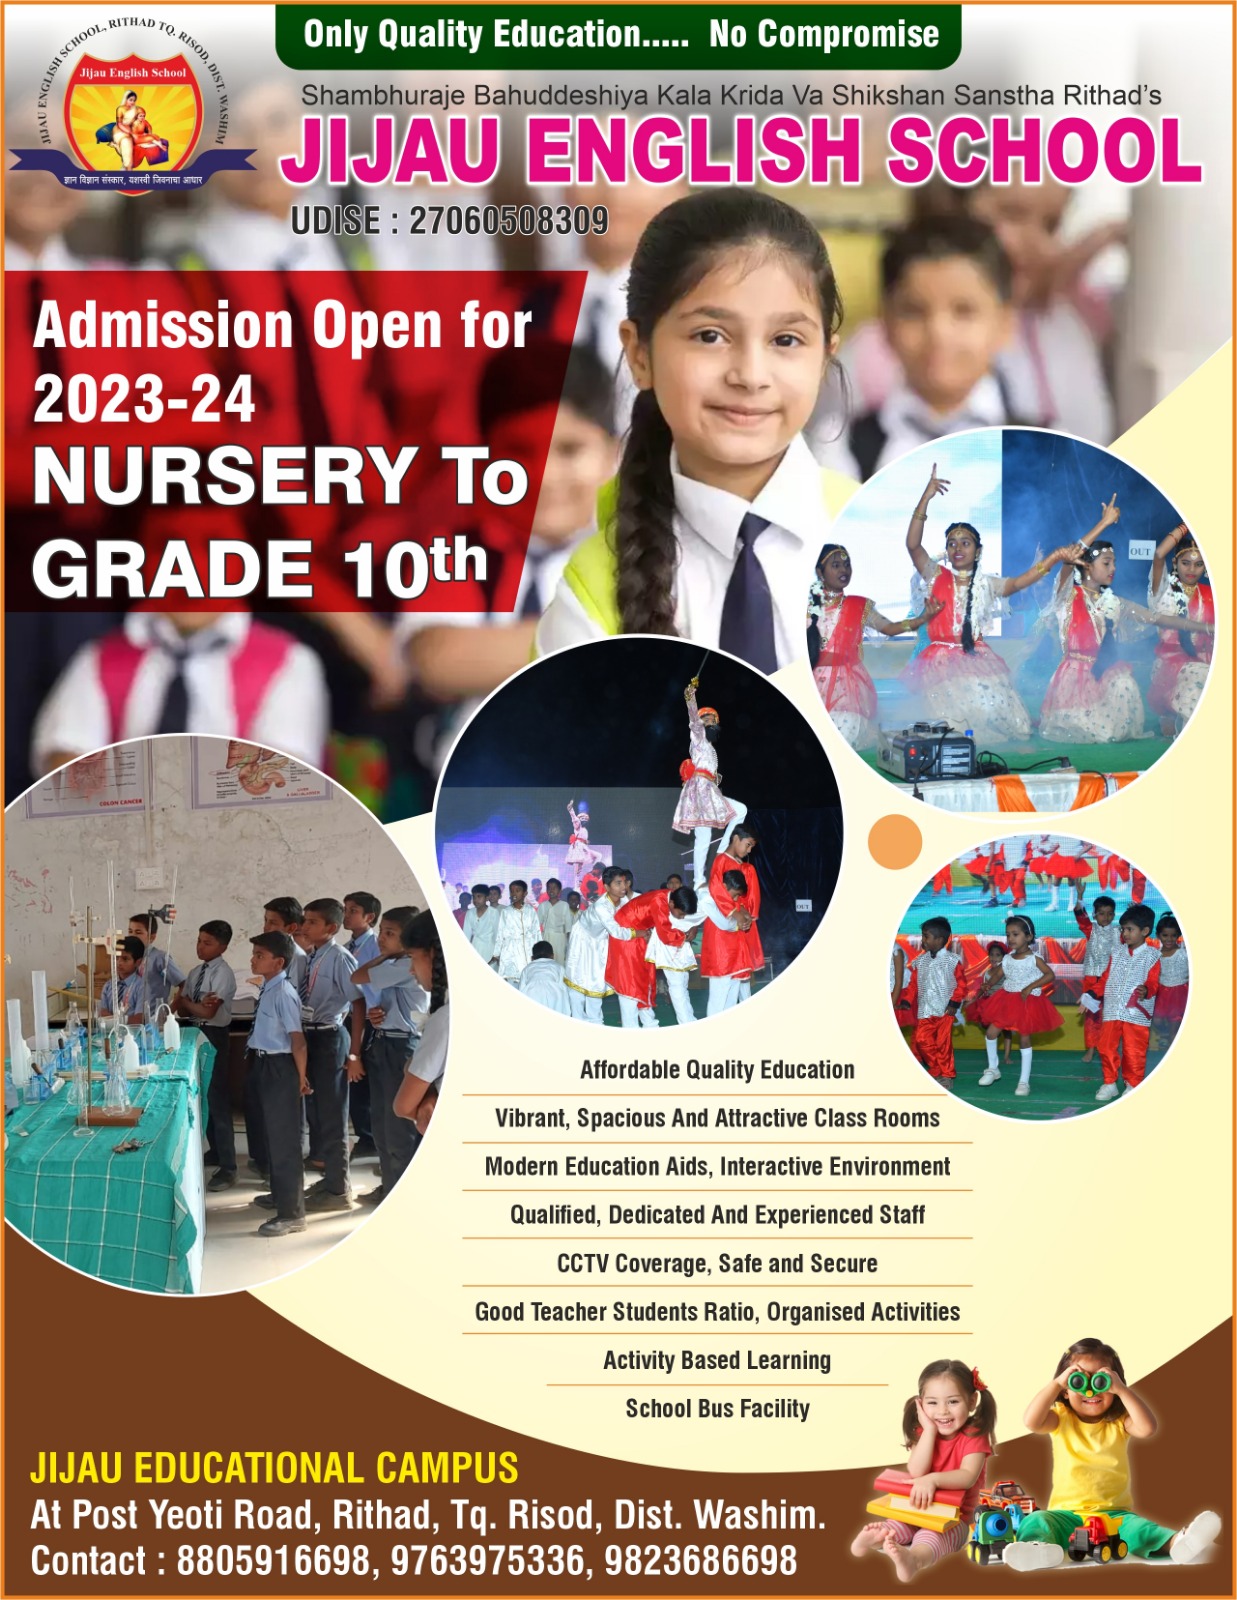 Only Quality Education..... No Compromise
JIJAU ENGLISH SCHOOL, RITHAD TQ. RISOD, DIST. WASHIM
Jijau English School
ज्ञान विज्ञान संस्कार, यशस्वी जिवनाचा आधार
Shambhuraje Bahuddeshiya Kala Krida Va Shikshan Sanstha Rithad's
JIJAU ENGLISH SCHOOL
UDISE : 27060508309
Admission Open for
2023-24
NURSERY To
GRADE 10th
OUT
OUT
COLON CANCER
Affordable Quality Education
Vibrant, Spacious And Attractive Class Rooms
Modern Education Aids, Interactive Environment
Qualified, Dedicated And Experienced Staff
CCTV Coverage, Safe and Secure
Good Teacher Students Ratio, Organised Activities
Activity Based Learning
School Bus Facility
JIJAU EDUCATIONAL CAMPUS
At Post Yeoti Road, Rithad, Tq. Risod, Dist. Washim.
Contact : 8805916698, 9763975336, 9823686698